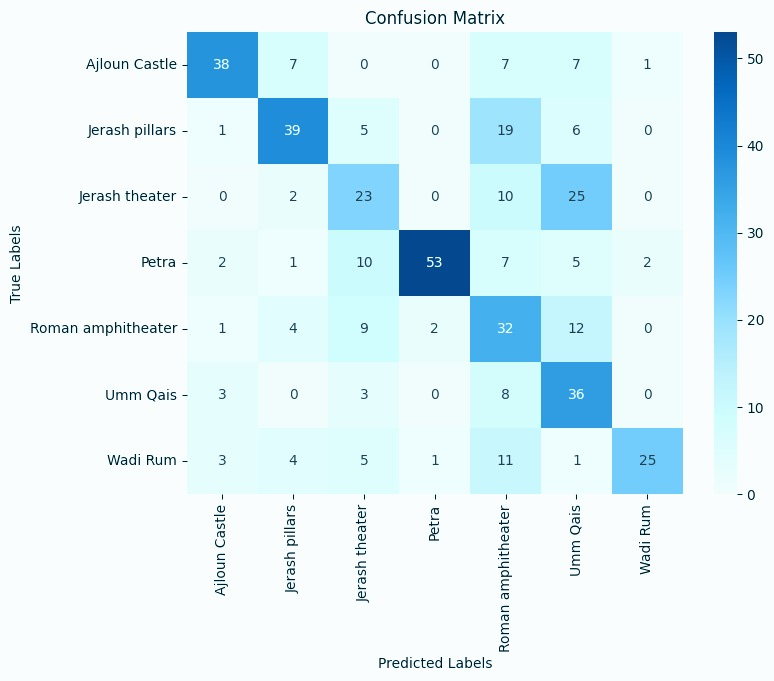 Confusion Matrix
Ajloun Castle 38 7 0 0 7 7 1
Jerash pillars 1 39 5 0 19 6 0
Jerash theater 0 2 23 0 10 25 0
Petra 2 1 10 53 7 5 2
Roman amphitheater 1 4 9 2 32 12 0
Umm Qais 3 0 3 0 8 36 0
Wadi Rum 3 4 5 1 11 1 25
True Labels
Ajloun Castle
Jerash pillars
Jerash theater
Petra
Roman amphitheater
Umm Qais
Wadi Rum
Predicted Labels
50
40
30
20
10
0